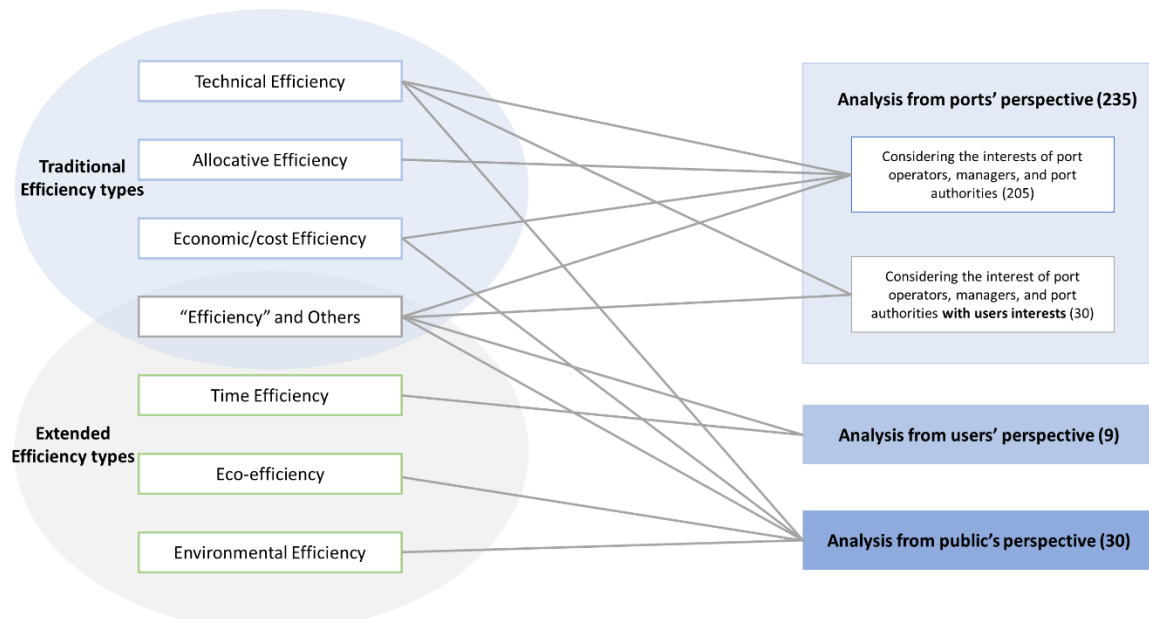 Traditional
Efficiency types
Technical Efficiency
Allocative Efficiency
Economic/cost Efficiency
“Efficiency” and Others
Extended
Efficiency types
Time Efficiency
Eco-efficiency
Environmental Efficiency
Analysis from ports’ perspective (235)
Considering the interests of port
operators, managers, and port
authorities (205)
Considering the interest of port
operators, managers, and port
authorities with users interests (30)
Analysis from users’ perspective (9)
Analysis from public’s perspective (30)